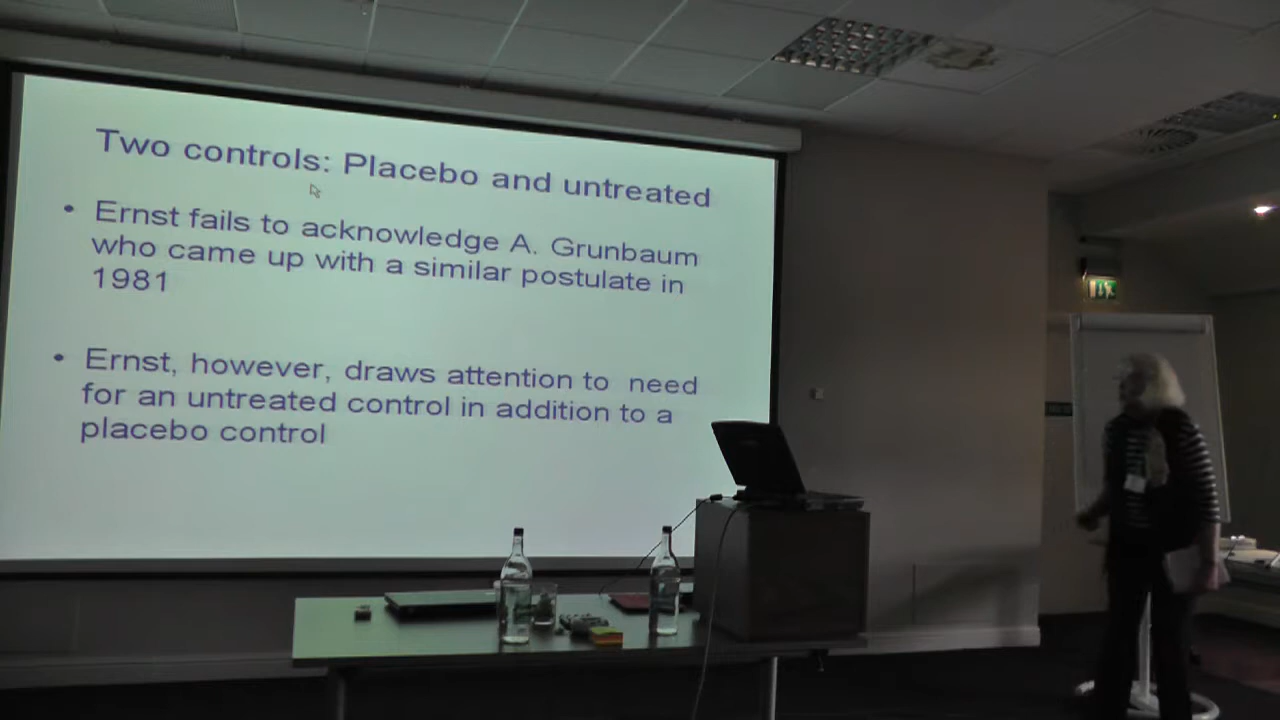 Two controls: Placebo and untreated
• Ernst fails to acknowledge A. Grunbaum
who came up with a similar postulate in
1981
• Ernst, however, draws attention to  need
for an untreated control in addition to a
placebo control